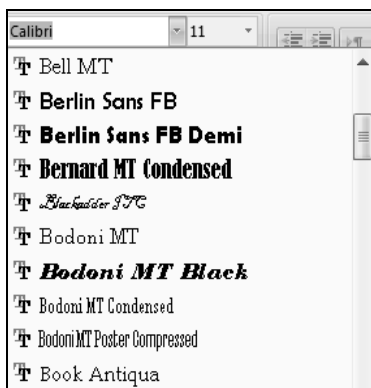 Calibri 11
Bell MT
Berlin Sans FB
Berlin Sans FB Demi
Bernard MT Condensed
Blackadder ITC
Bodoni MT
Bodoni MT Black
Bodoni MT Condensed
Bodoni MT Poster Compressed
Book Antiqua